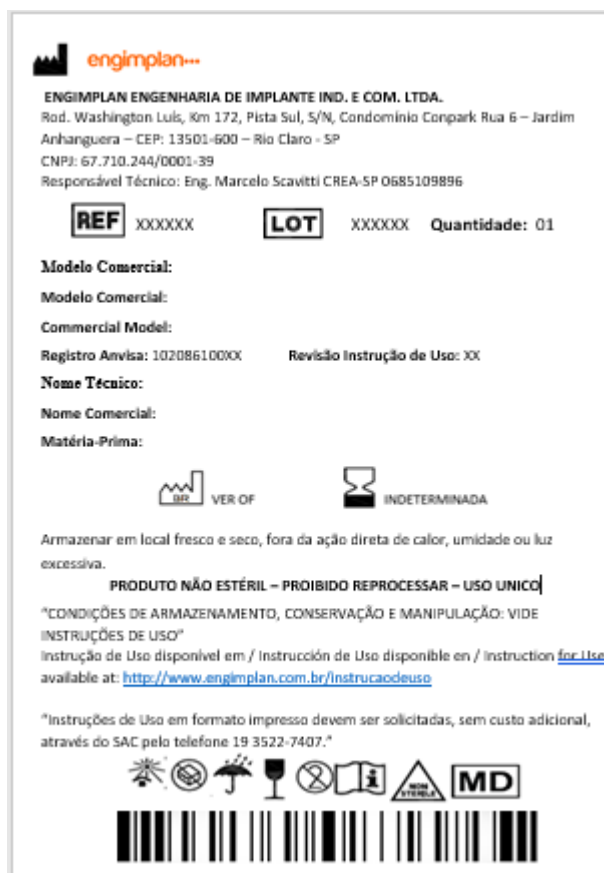 engimplan
ENGIMPLAN ENGENHARIA DE IMPLANTE IND. E COM. LTDA.
Rod. Washington Luís, Km 172, Pista Sul, S/N, Condomínio Conpark Rua 6 – Jardim
Anhanguera – CEP: 13501-600 – Rio Claro - SP
CNPJ: 67.710.244/0001-39
Responsável Técnico: Eng. Marcelo Scavitti CREA-SP 0685109896
REF XXXXXX LOT XXXXXX Quantidade: 01
Modelo Comercial:
Modelo Comercial:
Commercial Model:
Registro Anvisa: 102086100XX Revisão Instrução de Uso: XX
Nome Técnico:
Nome Comercial:
Matéria-Prima:
BR VER OF INDETERMINADA
Armazenar em local fresco e seco, fora da ação direta de calor, umidade ou luz
excessiva.
PRODUTO NÃO ESTÉRIL – PROIBIDO REPROCESSAR – USO UNICO
"CONDIÇÕES DE ARMAZENAMENTO, CONSERVAÇÃO E MANIPULAÇÃO: VIDE
INSTRUÇÕES DE USO"
Instrução de Uso disponível em / Instrucción de Uso disponible en / Instruction for Use
available at: http://www.engimplan.com.br/instrucaodeuso
"Instruções de Uso em formato impresso devem ser solicitadas, sem custo adicional,
através do SAC pelo telefone 19 3522-7407."
2 i NON STERILE MD